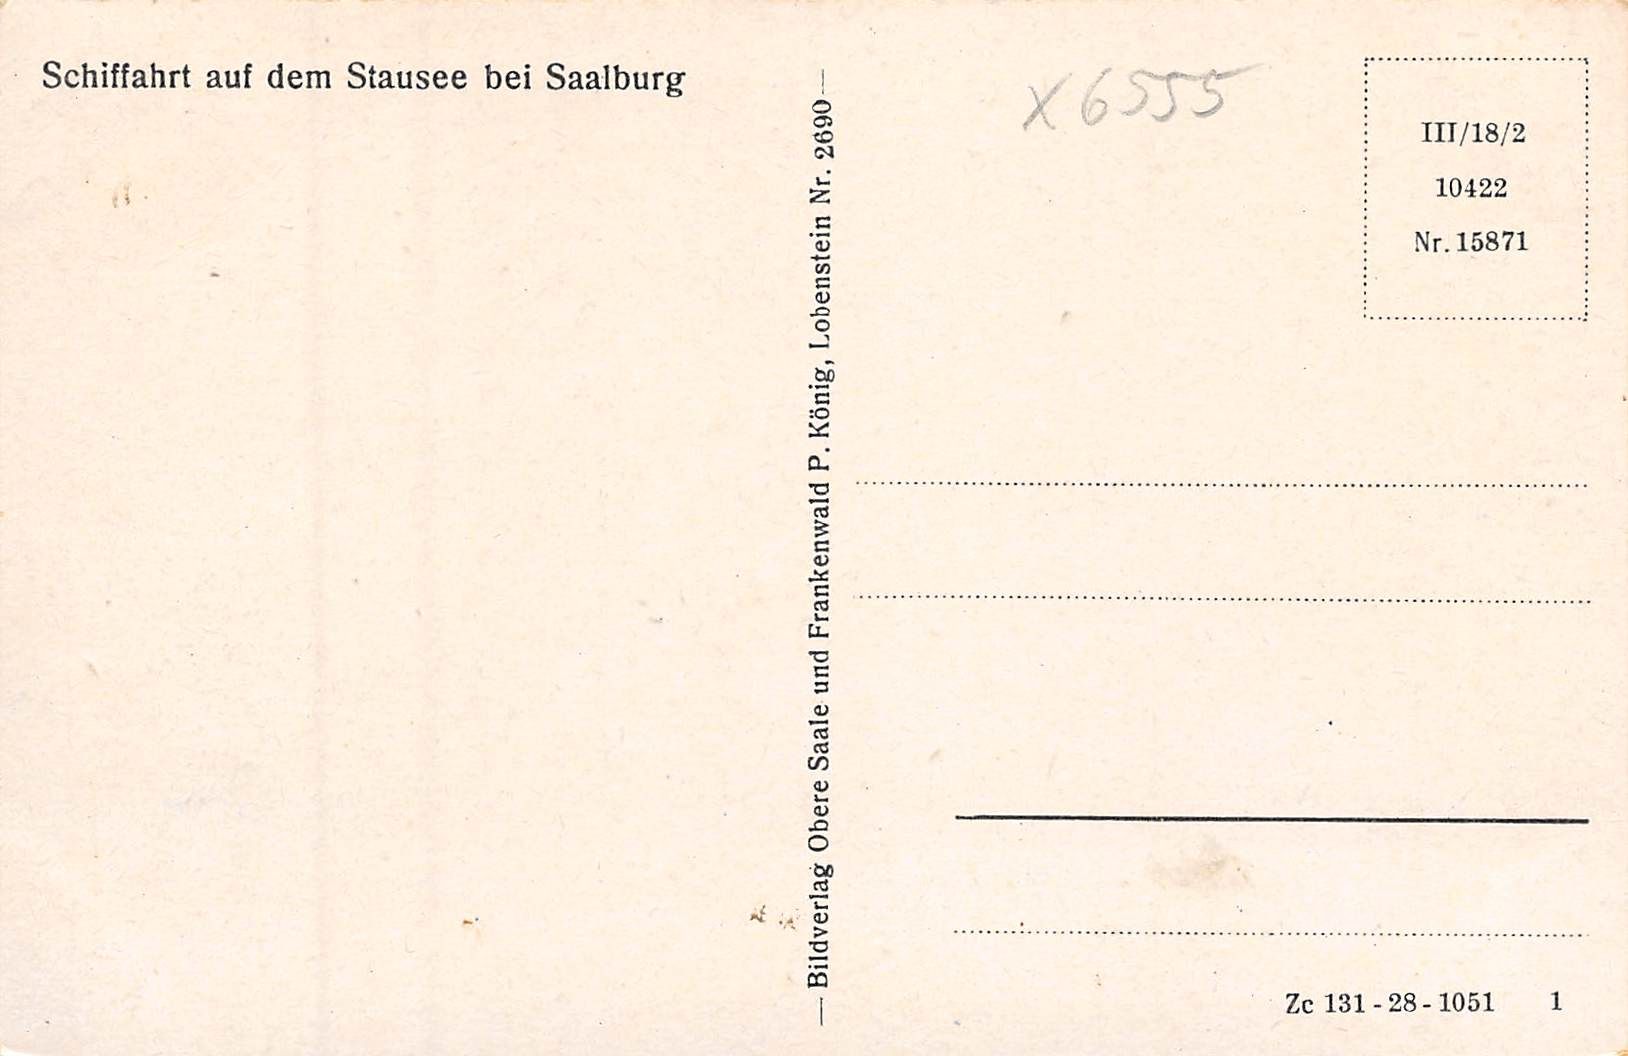 Schiffahrt auf dem Stausee bei Saalburg
x 6555
III/18/2
10422
Nr. 15871
— Bildverlag Obere Saale und Frankenwald P. König, Lobenstein Nr. 2690 —
Zc 131 - 28 - 1051 1